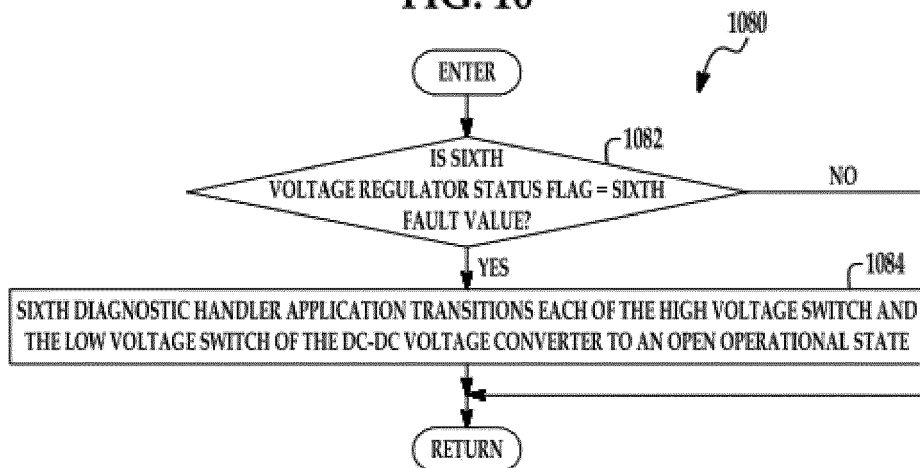 FIG. 10
1080
ENTER
1082
IS SIXTH
VOLTAGE REGULATOR STATUS FLAG = SIXTH
FAULT VALUE?
NO
YES
1084
SIXTH DIAGNOSTIC HANDLER APPLICATION TRANSITIONS EACH OF THE HIGH VOLTAGE SWITCH AND
THE LOW VOLTAGE SWITCH OF THE DC-DC VOLTAGE CONVERTER TO AN OPEN OPERATIONAL STATE
RETURN